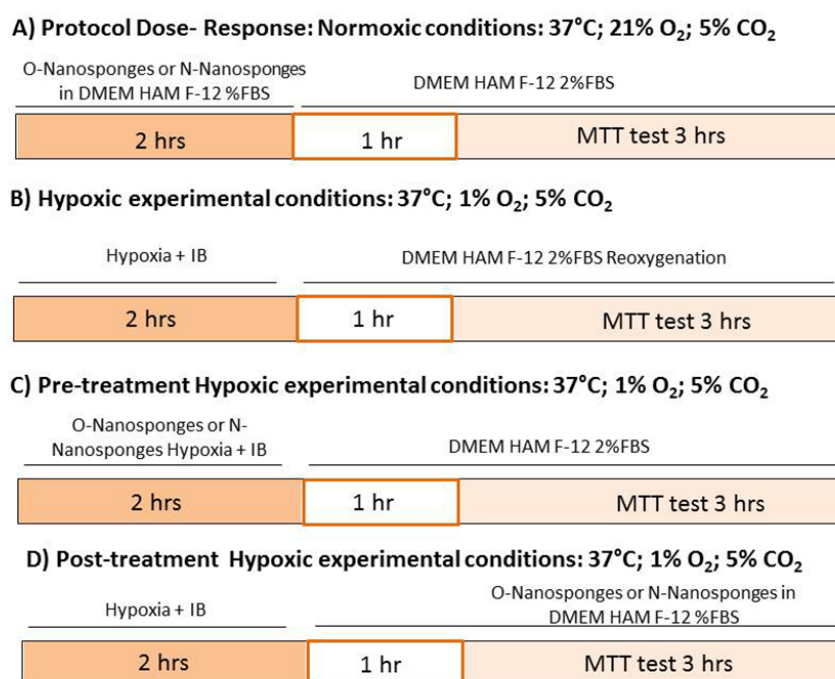 A) Protocol Dose- Response: Normoxic conditions: 37°C; 21% O₂; 5% CO₂
O-Nanosponges or N-Nanosponges
in DMEM HAM F-12 %FBS
DMEM HAM F-12 2%FBS
2 hrs
1 hr
MTT test 3 hrs
B) Hypoxic experimental conditions: 37°C; 1% O₂; 5% CO₂
Hypoxia + IB
DMEM HAM F-12 2%FBS Reoxygenation
2 hrs
1 hr
MTT test 3 hrs
C) Pre-treatment Hypoxic experimental conditions: 37°C; 1% O₂; 5% CO₂
O-Nanosponges or N-
Nanosponges Hypoxia + IB
DMEM HAM F-12 2%FBS
2 hrs
1 hr
MTT test 3 hrs
D) Post-treatment Hypoxic experimental conditions: 37°C; 1% O₂; 5% CO₂
Hypoxia + IB
O-Nanosponges or N-Nanosponges in
DMEM HAM F-12 %FBS
2 hrs
1 hr
MTT test 3 hrs